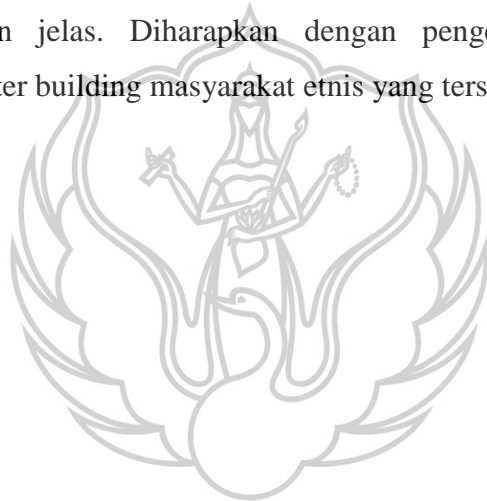 n jelas. Diharapkan dengan penge
ter building masyarakat etnis yang ters